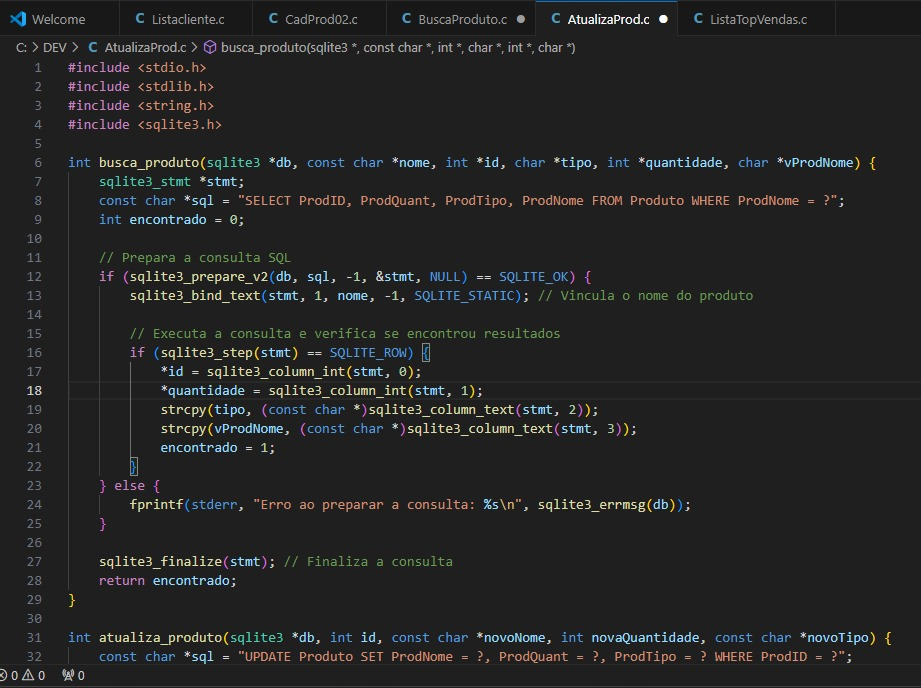 Welcome Listacliente.c CadProd02.c BuscaProduto.c AtualizaProd.c ListaTopVendas.c
C: > DEV > C AtualizaProd.c > busca_produto(sqlite3 *, const char *, int *, char *, int *, char *)
1 #include <stdio.h>
2 #include <stdlib.h>
3 #include <string.h>
4 #include <sqlite3.h>
5
6 int busca_produto(sqlite3 *db, const char *nome, int *id, char *tipo, int *quantidade, char *vProdNome) {
7 sqlite3_stmt *stmt;
8 const char *sql = "SELECT ProdID, ProdQuant, ProdTipo, ProdNome FROM Produto WHERE ProdNome = ?";
9 int encontrado = 0;
10
11 // Prepara a consulta SQL
12 if (sqlite3_prepare_v2(db, sql, -1, &stmt, NULL) == SQLITE_OK) {
13 sqlite3_bind_text(stmt, 1, nome, -1, SQLITE_STATIC); // Vincula o nome do produto
14
15 // Executa a consulta e verifica se encontrou resultados
16 if (sqlite3_step(stmt) == SQLITE_ROW) {
17 *id = sqlite3_column_int(stmt, 0);
18 *quantidade = sqlite3_column_int(stmt, 1);
19 strcpy(tipo, (const char *)sqlite3_column_text(stmt, 2));
20 strcpy(vProdNome, (const char *)sqlite3_column_text(stmt, 3));
21 encontrado = 1;
22 }
23 } else {
24 fprintf(stderr, "Erro ao preparar a consulta: %s\n", sqlite3_errmsg(db));
25 }
26
27 sqlite3_finalize(stmt); // Finaliza a consulta
28 return encontrado;
29 }
30
31 int atualiza_produto(sqlite3 *db, int id, const char *novoNome, int novaQuantidade, const char *novoTipo) {
32 const char *sql = "UPDATE Produto SET ProdNome = ?, ProdQuant = ?, ProdTipo = ? WHERE ProdID = ?";
0 0 0